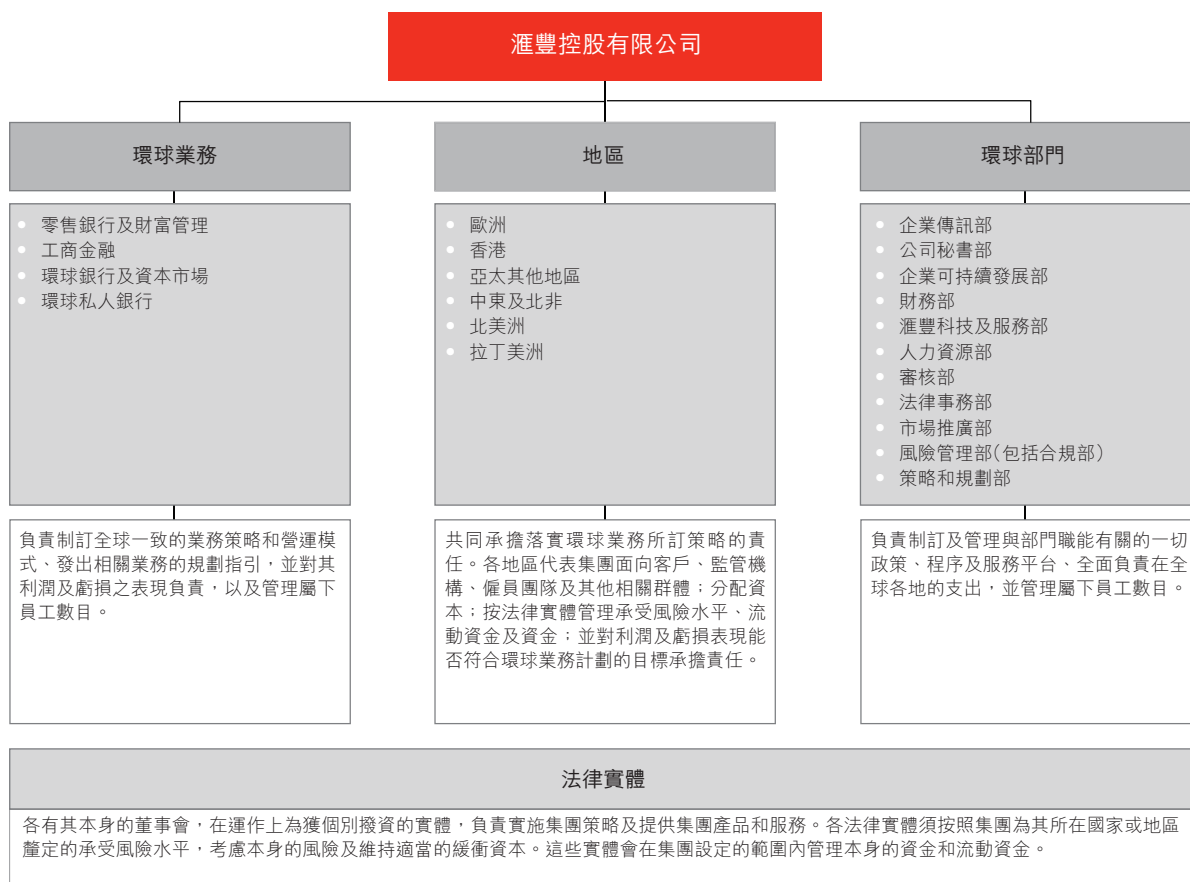 滙豐控股有限公司
環球業務
零售銀行及財富管理
工商金融
環球銀行及資本市場
環球私人銀行
負責制訂全球一致的業務策略和營運模
式、發出相關業務的規劃指引，並對其
利潤及虧損之表現負責，以及管理屬下
員工數目。
地區
歐洲
香港
亞太其他地區
中東及北非
北美洲
拉丁美洲
共同承擔落實環球業務所訂策略的責
任。各地區代表集團面向客戶、監管機
構、僱員團隊及其他相關群體；分配資
本；按法律實體管理承受風險水平、流
動資金及資金；並對利潤及虧損表現能
否符合環球業務計劃的目標承擔責任。
環球部門
企業傳訊部
公司秘書部
企業可持續發展部
財務部
滙豐科技及服務部
人力資源部
審核部
法律事務部
市場推廣部
風險管理部（包括合規部）
策略和規劃部
負責制訂及管理與部門職能有關的一切
政策、程序及服務平台、全面負責在全
球各地的支出，並管理屬下員工數目。
法律實體
各有其本身的董事會，在運作上為獲個別撥資的實體，負責實施集團策略及提供集團產品和服務。各法律實體須按照集團為其所在國家或地區
釐定的承受風險水平，考慮本身的風險及維持適當的緩衝資本。這些實體會在集團設定的範圍內管理本身的資金和流動資金。